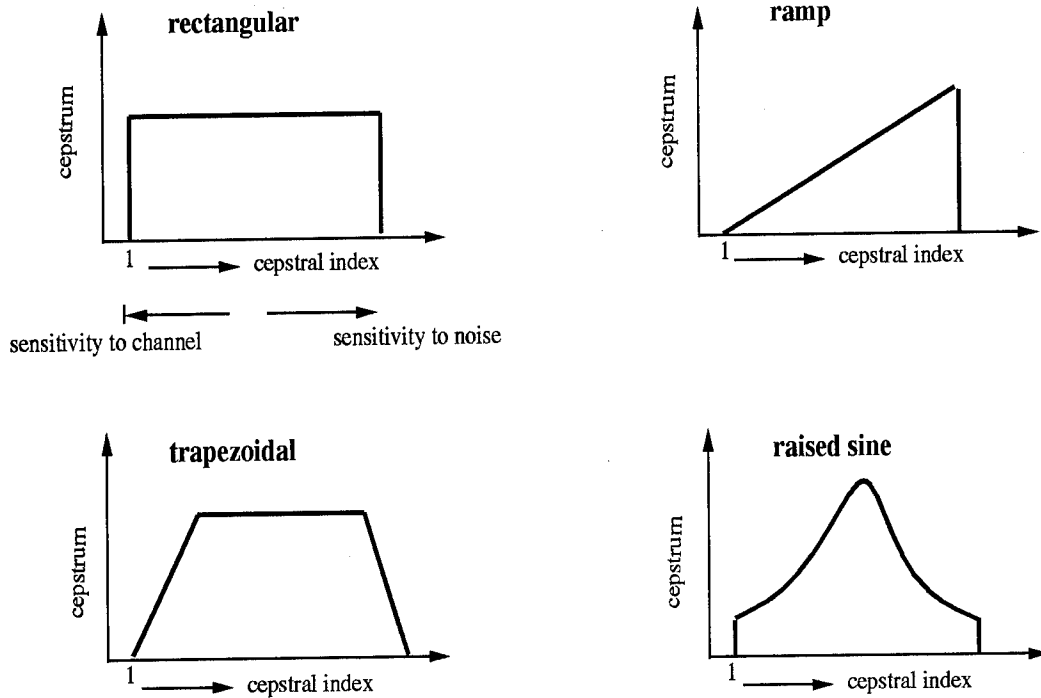 rectangular
cepstrum
1
cepstral index
sensitivity to channel
sensitivity to noise
ramp
cepstrum
1
cepstral index
trapezoidal
cepstrum
1
cepstral index
raised sine
cepstrum
1
cepstral index